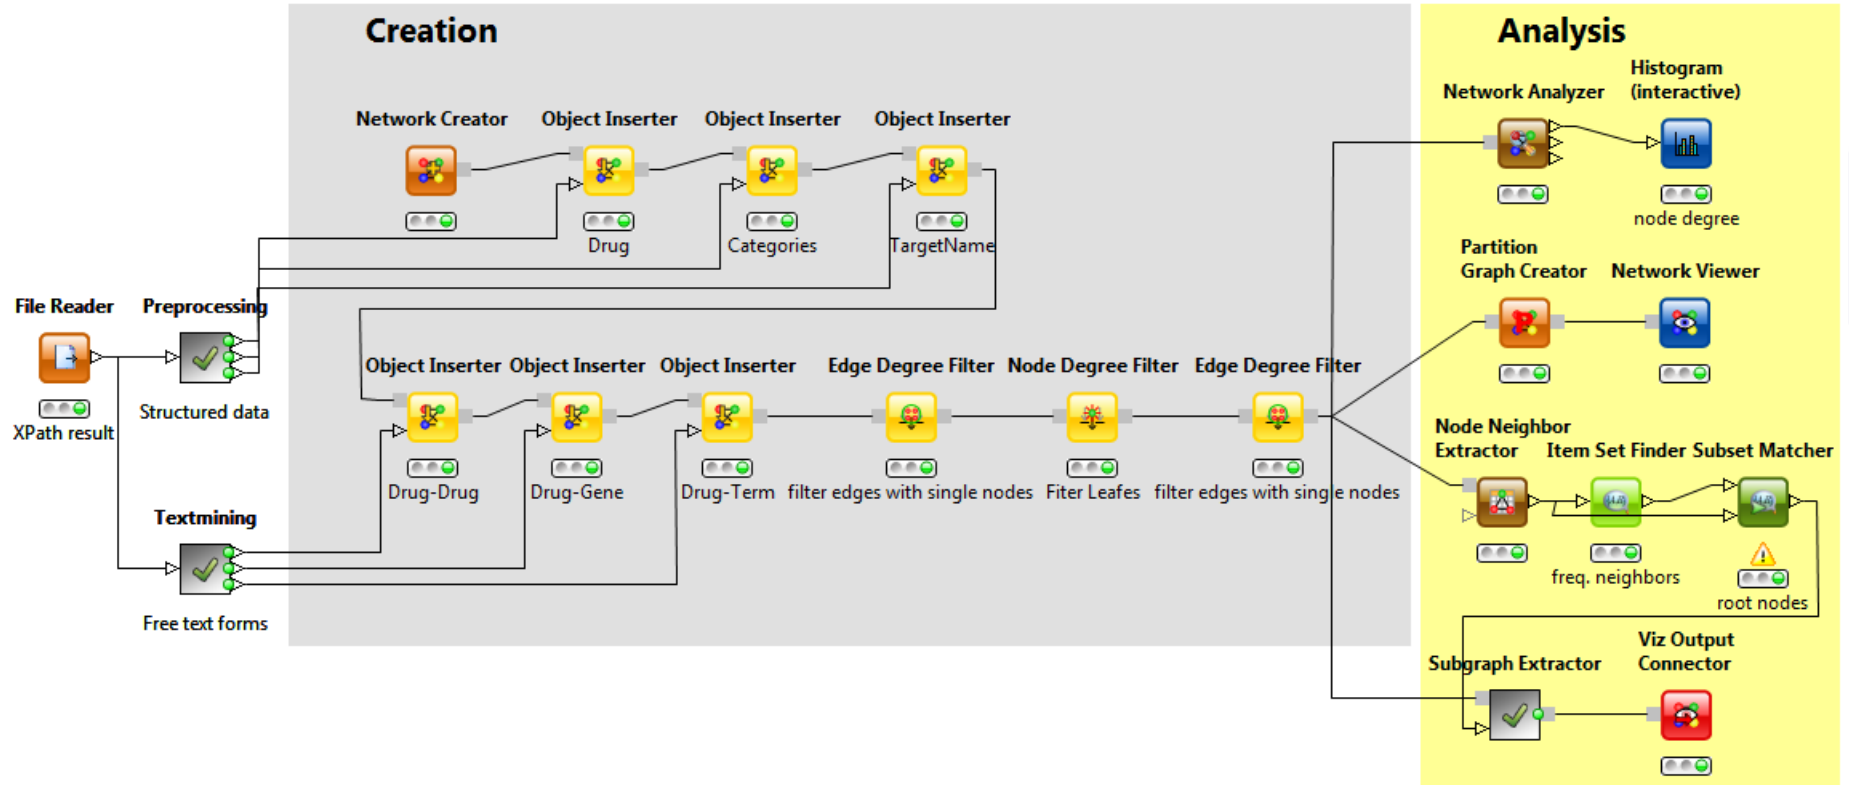 Creation
Analysis
Histogram
(interactive)
Network Analyzer
Network Creator
Object Inserter
Object Inserter
Object Inserter
node degree
Drug
Categories
TargetName
Partition
Graph Creator
Network Viewer
File Reader
Preprocessing
XPath result
Structured data
Object Inserter
Object Inserter
Object Inserter
Edge Degree Filter
Node Degree Filter
Edge Degree Filter
Drug-Drug
Drug-Gene
Drug-Term
filter edges with single nodes
Fiter Leafes
filter edges with single nodes
Node Neighbor
Extractor
Item Set Finder
Subset Matcher
freq. neighbors
root nodes
Textmining
Free text forms
Subgraph Extractor
Viz Output
Connector